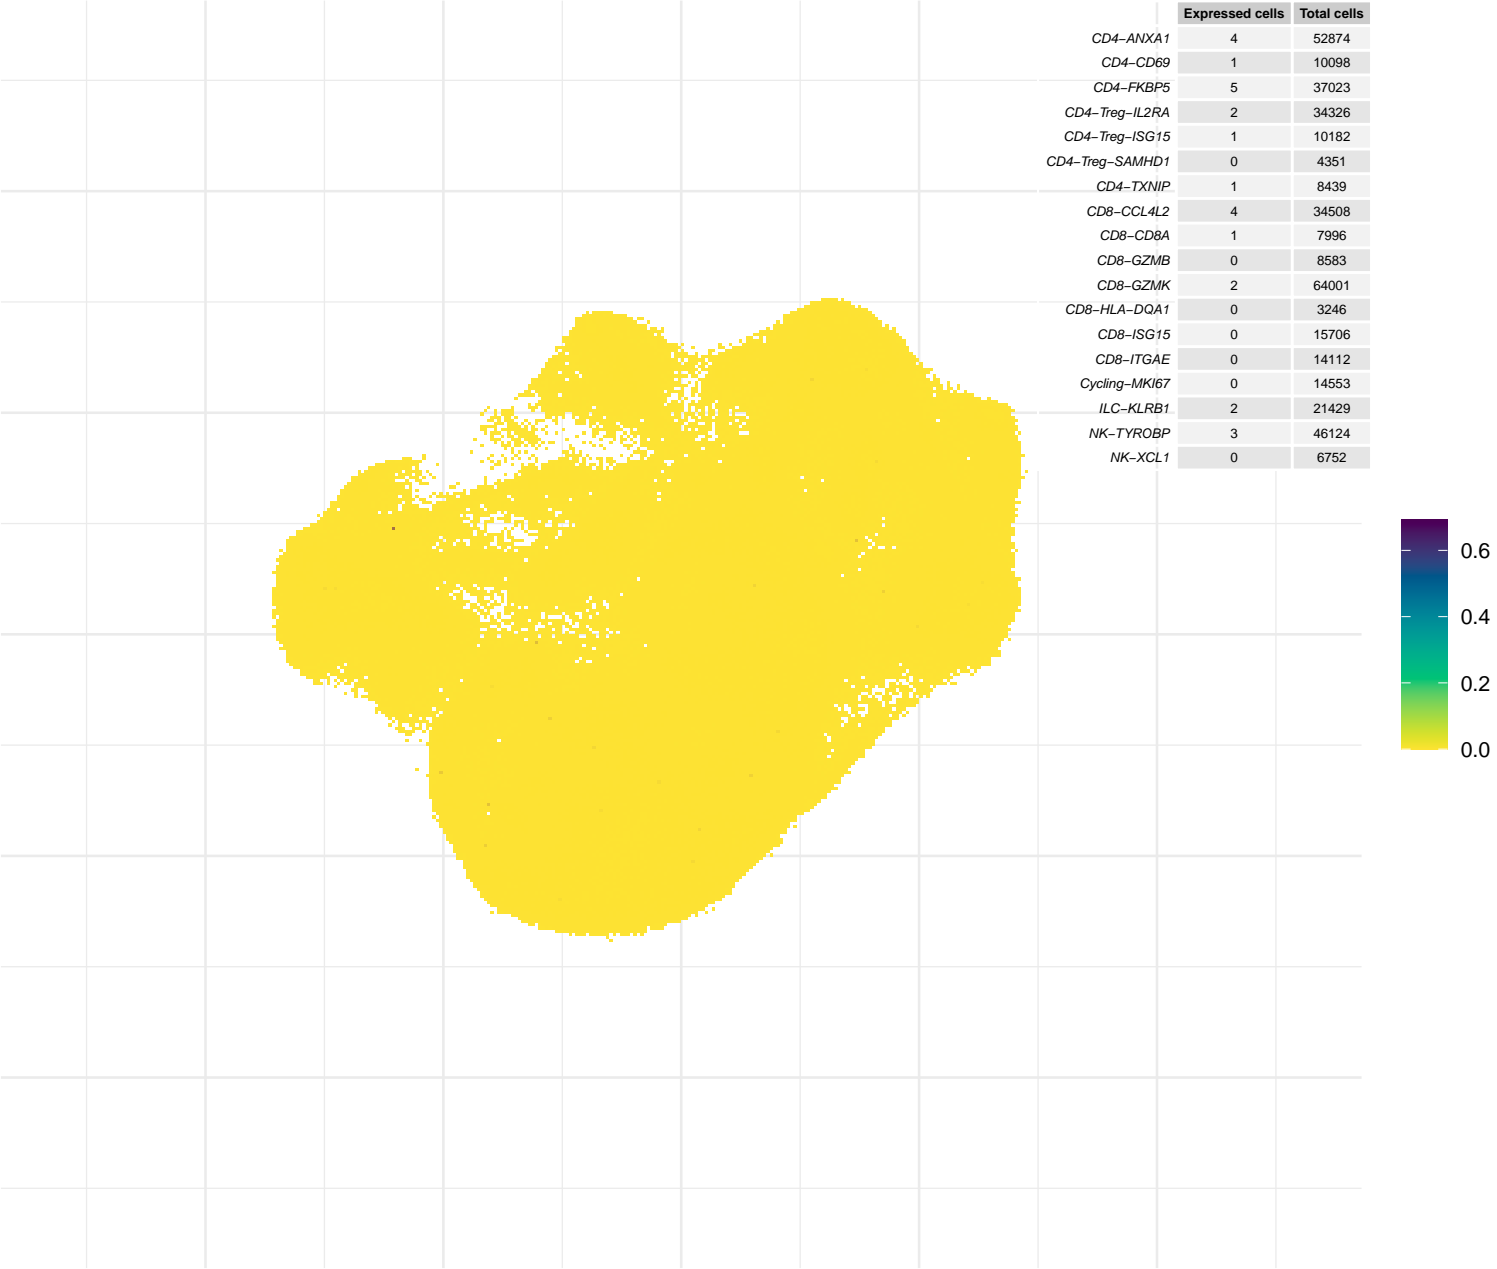 Expressed cells Total cells
CD4−ANXA1 4 52874
CD4−CD69 1 10098
CD4−FKBP5 5 37023
CD4−Treg−IL2RA 2 34326
CD4−Treg−ISG15 1 10182
CD4−Treg−SAMHD1 0 4351
CD4−TXNIP 1 8439
CD8−CCL4L2 4 34508
CD8−CD8A 1 7996
CD8−GZMB 0 8583
CD8−GZMK 2 64001
CD8−HLA−DQA1 0 3246
CD8−ISG15 0 15706
CD8−ITGAE 0 14112
Cycling−MKI67 0 14553
ILC−KLRB1 2 21429
NK−TYROBP 3 46124
NK−XCL1 0 6752
0.6
0.4
0.2
0.0